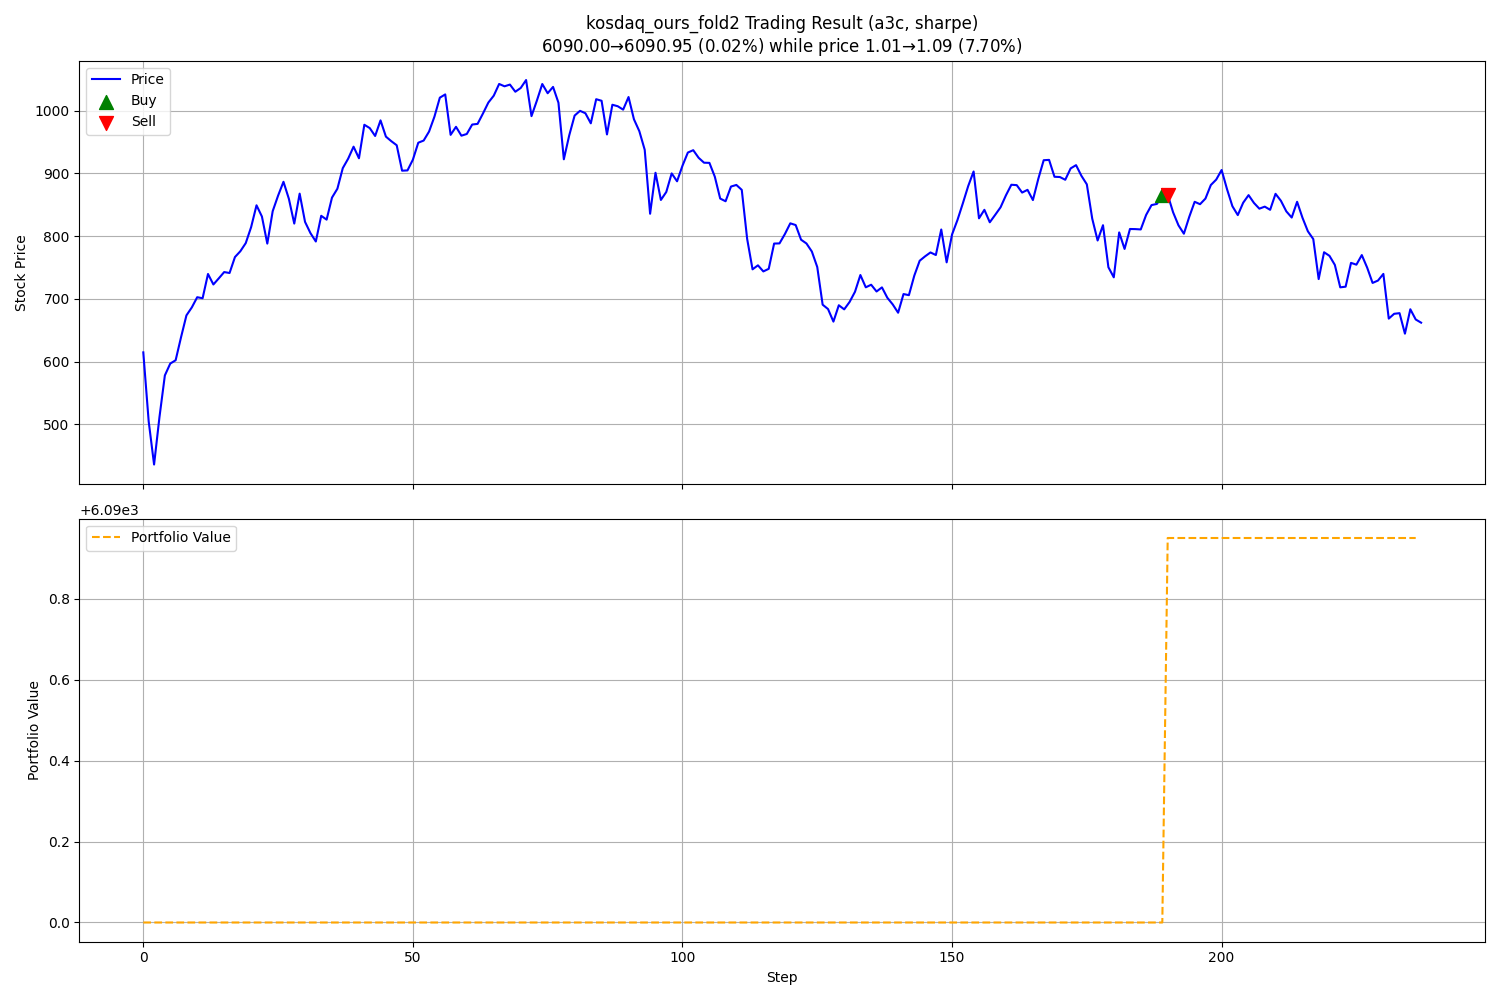 kosdaq_ours_fold2 Trading Result (a3c, sharpe)
6090.00→6090.95 (0.02%) while price 1.01→1.09 (7.70%)
Price
Buy
Sell
Stock Price
1000
900
800
700
600
500
+6.09e3
Portfolio Value
Portfolio Value
0.8
0.6
0.4
0.2
0.0
0
50
100
150
200
Step